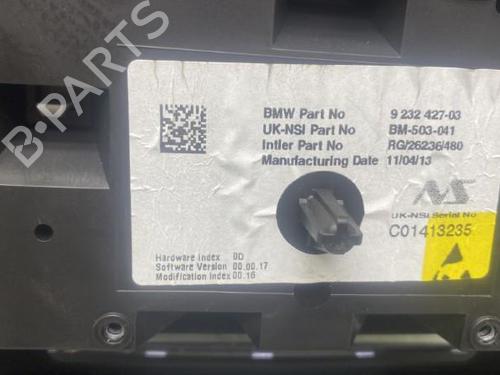 BMW Part No 9 232 427-03
UK-NSI Part No BM-503-041
Intier Part No RG/26236/480
Manufacturing Date 11/04/13
NS
UK-NSI Serial No
C01413235
Hardware Index 0D
Software Version 00.00.17
Modification Index 00.16
B-PARTS